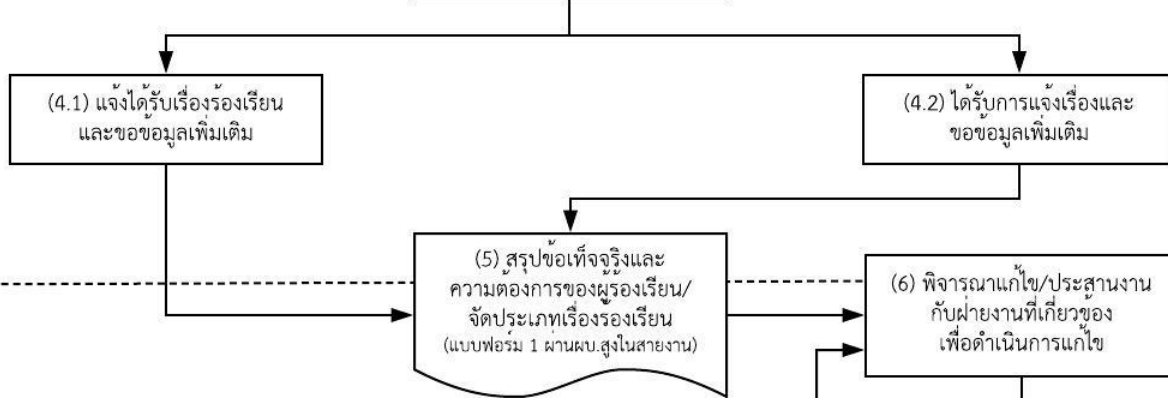 (4.1) แจ้งได้รับเรื่องร้องเรียน
และขอข้อมูลเพิ่มเติม
(4.2) ได้รับการแจ้งเรื่องและ
ขอข้อมูลเพิ่มเติม
(5) สรุปข้อเท็จจริงและ
ความต้องการของผู้ร้องเรียน/
จัดประเภทเรื่องร้องเรียน
(แบบฟอร์ม 1 ผ่านผบ.สูงในสายงาน)
(6) พิจารณาแก้ไข/ประสานงาน
กับฝ่ายงานที่เกี่ยวข้อง
เพื่อดำเนินการแก้ไข